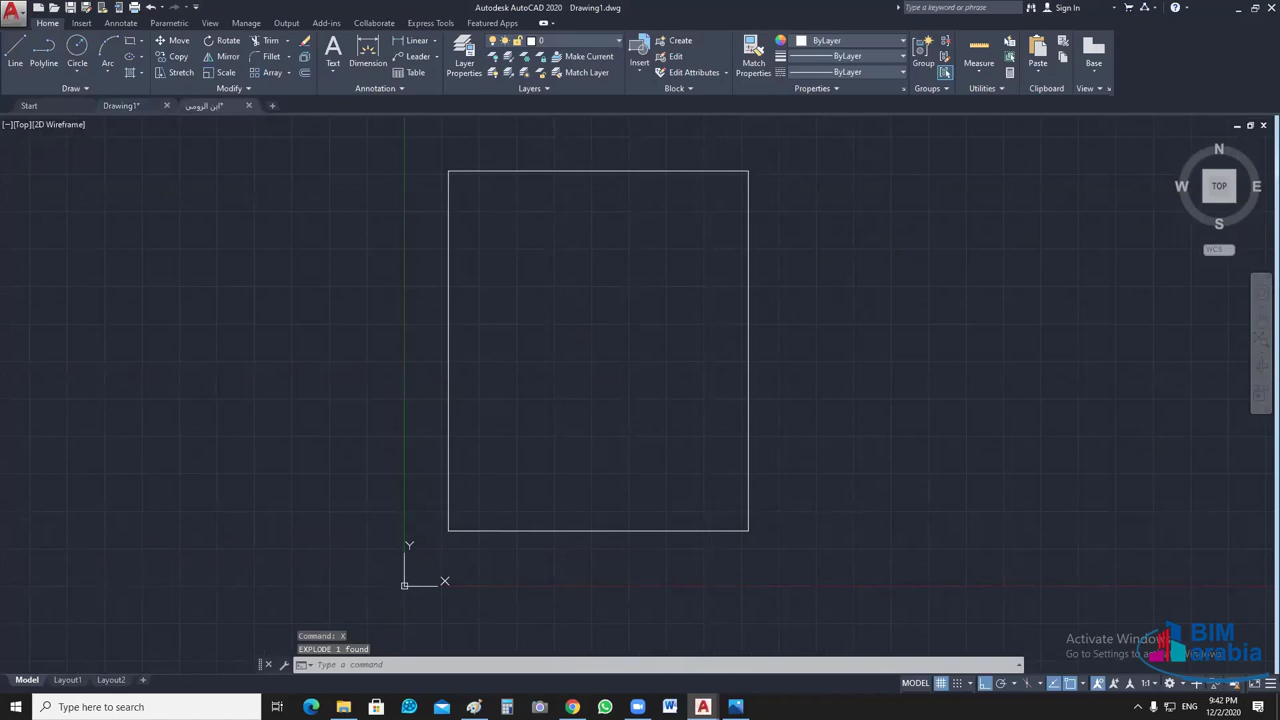 Autodesk AutoCAD 2020 Drawing1.dwg
Type a keyword or phrase
Sign In
Home Insert Annotate Parametric View Manage Output Add-ins Collaborate Express Tools Featured Apps
Line Polyline Circle Arc
Move Rotate Trim
Copy Mirror Fillet
Stretch Scale Array
Text Dimension
Linear
Leader
Table
Layer Properties
0
Make Current
Match Layer
Insert
Create
Edit
Edit Attributes
Match Properties
ByLayer
ByLayer
ByLayer
Group
Measure
Paste
Base
Draw Modify Annotation Layers Block Properties Groups Utilities Clipboard View
Start Drawing1* ابن الرومي*
[−][Top][2D Wireframe]
N
W TOP E
S
WCS
Y
X
Command: X
EXPLODE 1 found
Type a command
Activate Windows
Go to Settings to
BIM
arabia
Model Layout1 Layout2
MODEL 1:1
Type here to search
ENG
9:42 PM
12/2/2020